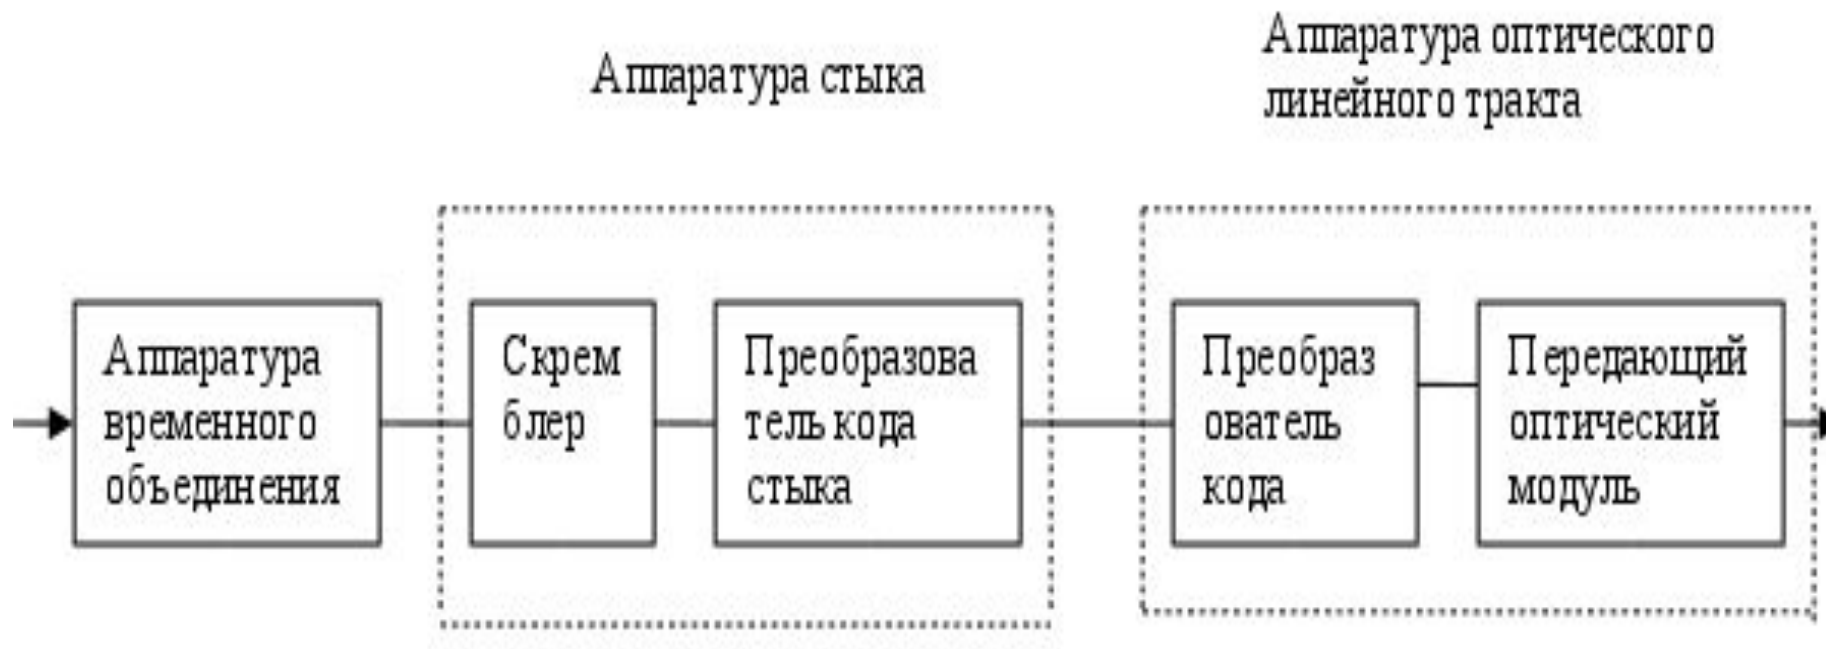 Аппаратура стыка
Аппаратура оптического
линейного тракта
Аппаратура
временного
объединения
Скрем
блер
Преобразова
тель кода
стыка
Преобраз
ователь
кода
Передающий
оптический
модуль